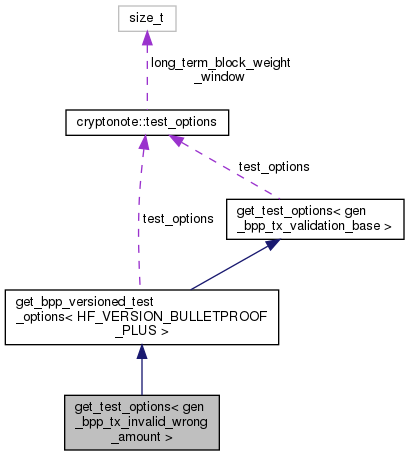 size_t
long_term_block_weight
_window
cryptonote::test_options
test_options
test_options
get_test_options< gen
_bpp_tx_validation_base >
get_bpp_versioned_test
_options< HF_VERSION_BULLETPROOF
_PLUS >
get_test_options< gen
_bpp_tx_invalid_wrong
_amount >